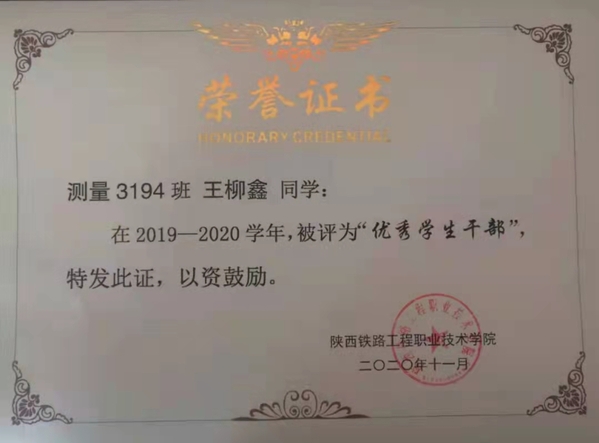 荣誉证书
HONORARY CREDENTIAL
测量 3194 班 王柳鑫 同学：
在 2019—2020 学年，被评为“优秀学生干部”，
特发此证，以资鼓励。
陕西铁路工程职业技术学院
二〇二〇年十一月